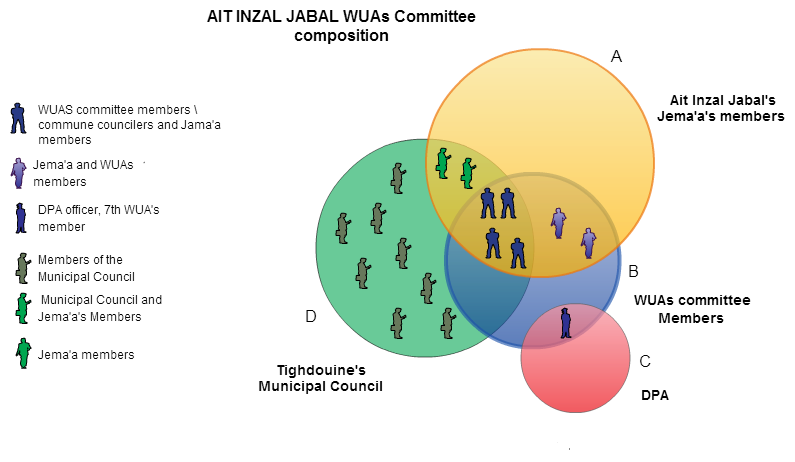 AIT INZAL JABAL WUAs Committee
composition
A
Ait Inzal Jabal's
Jema'a's members
WUAS committee members \
commune councilers and Jama'a
members
Jema'a and WUAs
members
DPA officer, 7th WUA's
member
Members of the
Municipal Council
Municipal Council and
Jema'a's Members
Jema'a members
B
WUAs committee
Members
D
Tighdouine's
Municipal Council
C
DPA